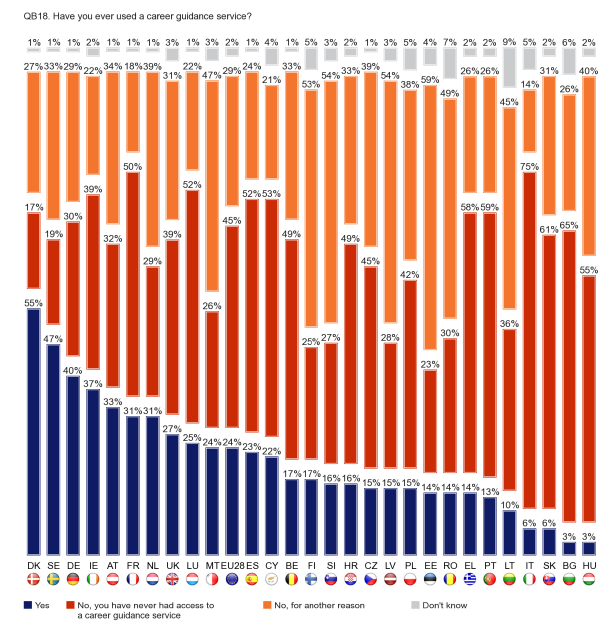 QB18. Have you ever used a career guidance service?
1% 1% 1% 2% 1% 1% 1% 3% 1% 3% 2% 1% 4% 1% 5% 3% 2% 1% 3% 5% 4% 7% 2% 2% 9% 5% 2% 6% 2%
27% 33% 29% 22% 34% 18% 39% 31% 22% 47% 29% 24% 21% 33% 53% 54% 33% 39% 54% 38% 59% 49% 26% 26% 45% 14% 31% 26% 40%
17% 19% 30% 39% 32% 50% 29% 39% 52% 26% 45% 52% 53% 49% 25% 27% 49% 45% 28% 42% 23% 30% 58% 59% 36% 75% 61% 65% 55%
55% 47% 40% 37% 33% 31% 31% 27% 25% 24% 24% 23% 22% 17% 17% 16% 16% 15% 15% 15% 14% 14% 14% 13% 10% 6% 6% 3% 3%
DK SE DE IE AT FR NL UK LU MT EU28 ES CY BE FI SI HR CZ LV PL EE RO EL PT LT IT SK BG HU
Yes
No, you have never had access to
a career guidance service
No, for another reason
Don't know